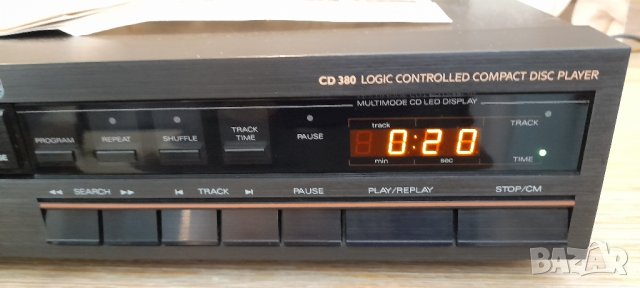 CD 380 LOGIC CONTROLLED COMPACT DISC PLAYER
MULTIMODE CD LED DISPLAY
PROGRAM
REPEAT
SHUFFLE
TRACK
TIME
PAUSE
track
0:20
min sec
TRACK
TIME
SEARCH
TRACK
PAUSE
PLAY/REPLAY
STOP/CM
BAZAR